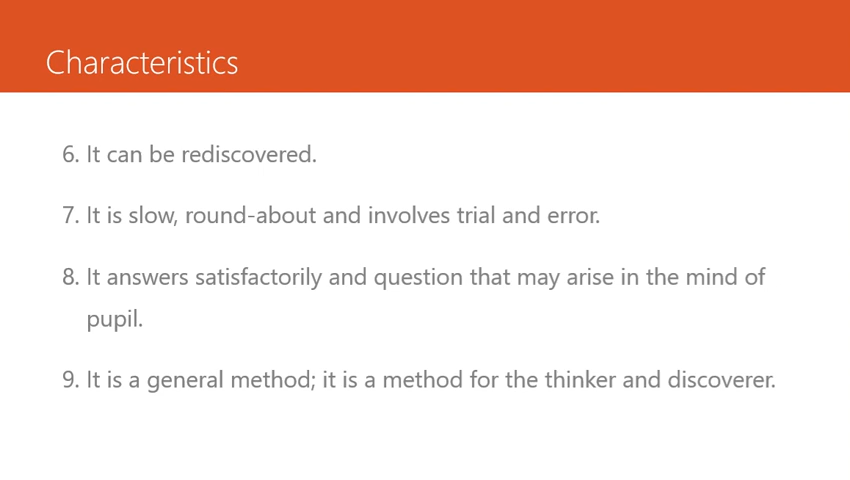 Characteristics
6. It can be rediscovered.
7. It is slow, round-about and involves trial and error.
8. It answers satisfactorily and question that may arise in the mind of
pupil.
9. It is a general method; it is a method for the thinker and discoverer.